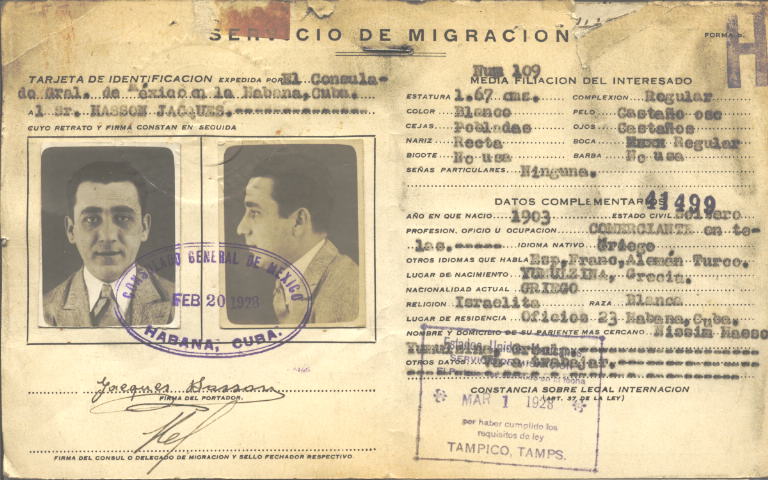 SERVICIO DE MIGRACION
FORMA 5.
TARJETA DE IDENTIFICACION EXPEDIDA POR El Consula-
do Gral. de México en la Habana, Cuba.
A l Sr. HASSON JACQUES.
CUYO RETRATO Y FIRMA CONSTAN EN SEGUIDA
CONSULADO GENERAL DE MEXICO
FEB 20 1928
HABANA, CUBA.
Jacques Hasson
FIRMA DEL PORTADOR.
FIRMA DEL CONSUL O DELEGADO DE MIGRACION Y SELLO FECHADOR RESPECTIVO.
H
Num 109
MEDIA FILIACION DEL INTERESADO
ESTATURA 1.67 cms. COMPLEXION Regular
COLOR Blanco PELO Castaño osc
CEJAS Pobladas OJOS Castaños
NARIZ Recta BOCA Regular
BIGOTE No usa BARBA No usa
SEÑAS PARTICULARES Ninguna.
DATOS COMPLEMENTARIOS 41499
AÑO EN QUE NACIO 1903 ESTADO CIVIL Soltero
PROFESION, OFICIO U OCUPACION COMERCIANTE en te-
las.----- IDIOMA NATIVO Griego
OTROS IDIOMAS QUE HABLA Esp, Franc, Alemán Turco.
LUGAR DE NACIMIENTO YUMULZINA, Grecia.
NACIONALIDAD ACTUAL GRIEGO
RELIGION Israelita RAZA Blanca
LUGAR DE RESIDENCIA Oficios 23 Habana, Cuba.
NOMBRE Y DOMICILIO DE SU PARIENTE MAS CERCANO Nissim Hasso
OTROS DATOS Para trabajar.
CONSTANCIA SOBRE LEGAL INTERNACION
(ART. 37 DE LA LEY)
MAR 1 1928
por haber cumplido los
requisitos de ley
TAMPICO, TAMPS.